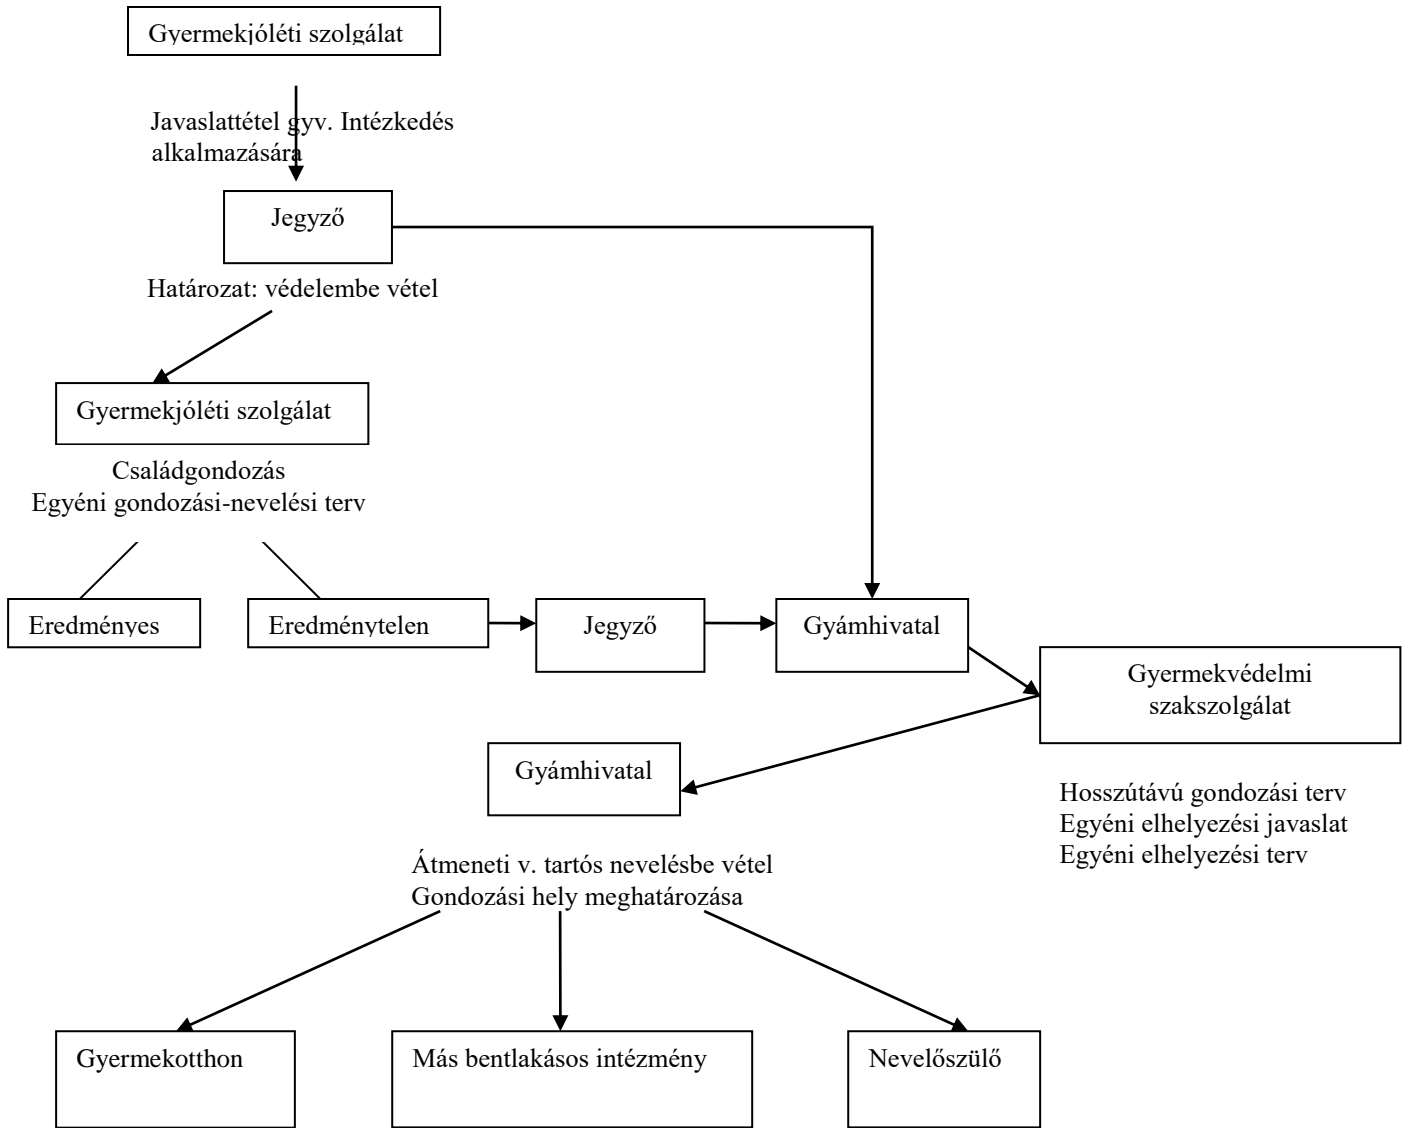 Gyermekjóléti szolgálat
Javaslattétel gyv. Intézkedés
alkalmazására
Jegyző
Határozat: védelembe vétel
Gyermekjóléti szolgálat
Családgondozás
Egyéni gondozási-nevelési terv
Eredményes
Eredménytelen
Jegyző
Gyámhivatal
Gyermekvédelmi
szakszolgálat
Gyámhivatal
Hosszútávú gondozási terv
Egyéni elhelyezési javaslat
Egyéni elhelyezési terv
Átmeneti v. tartós nevelésbe vétel
Gondozási hely meghatározása
Gyermekotthon
Más bentlakásos intézmény
Nevelőszülő